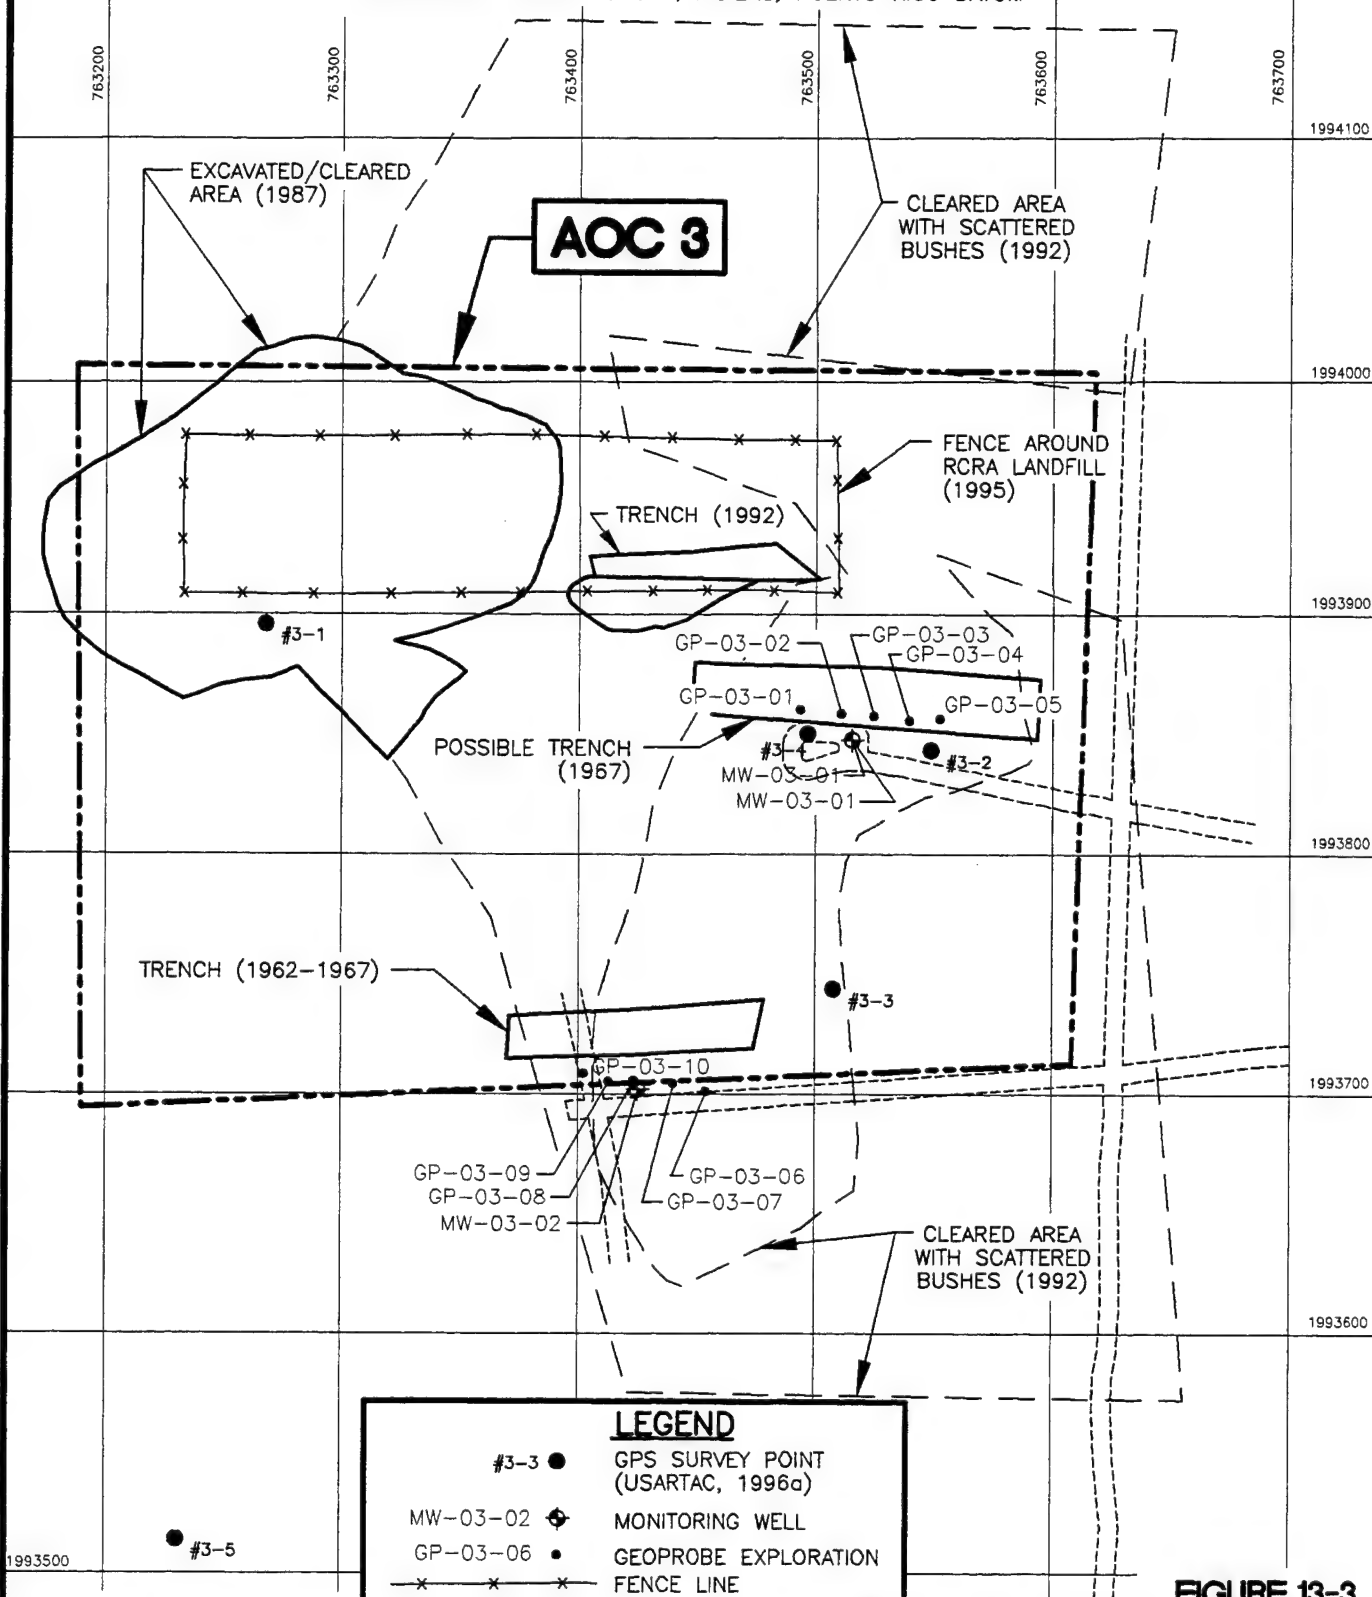 763200
763300
763400
763500
763600
763700
1994100
EXCAVATED/CLEARED
AREA (1987)
AOC 3
CLEARED AREA
WITH SCATTERED
BUSHES (1992)
1994000
FENCE AROUND
RCRA LANDFILL
(1995)
TRENCH (1992)
1993900
#3-1
GP-03-02
GP-03-03
GP-03-04
GP-03-01
GP-03-05
POSSIBLE TRENCH
(1967)
#3-4
#3-2
MW-03-01
MW-03-01
1993800
TRENCH (1962-1967)
#3-3
GP-03-10
1993700
GP-03-09
GP-03-06
GP-03-08
GP-03-07
MW-03-02
CLEARED AREA
WITH SCATTERED
BUSHES (1992)
1993600
LEGEND
#3-3 GPS SURVEY POINT
(USARTAC, 1996a)
MW-03-02 MONITORING WELL
GP-03-06 GEOPROBE EXPLORATION
FENCE LINE
#3-5
1993500
FIGURE 13-3